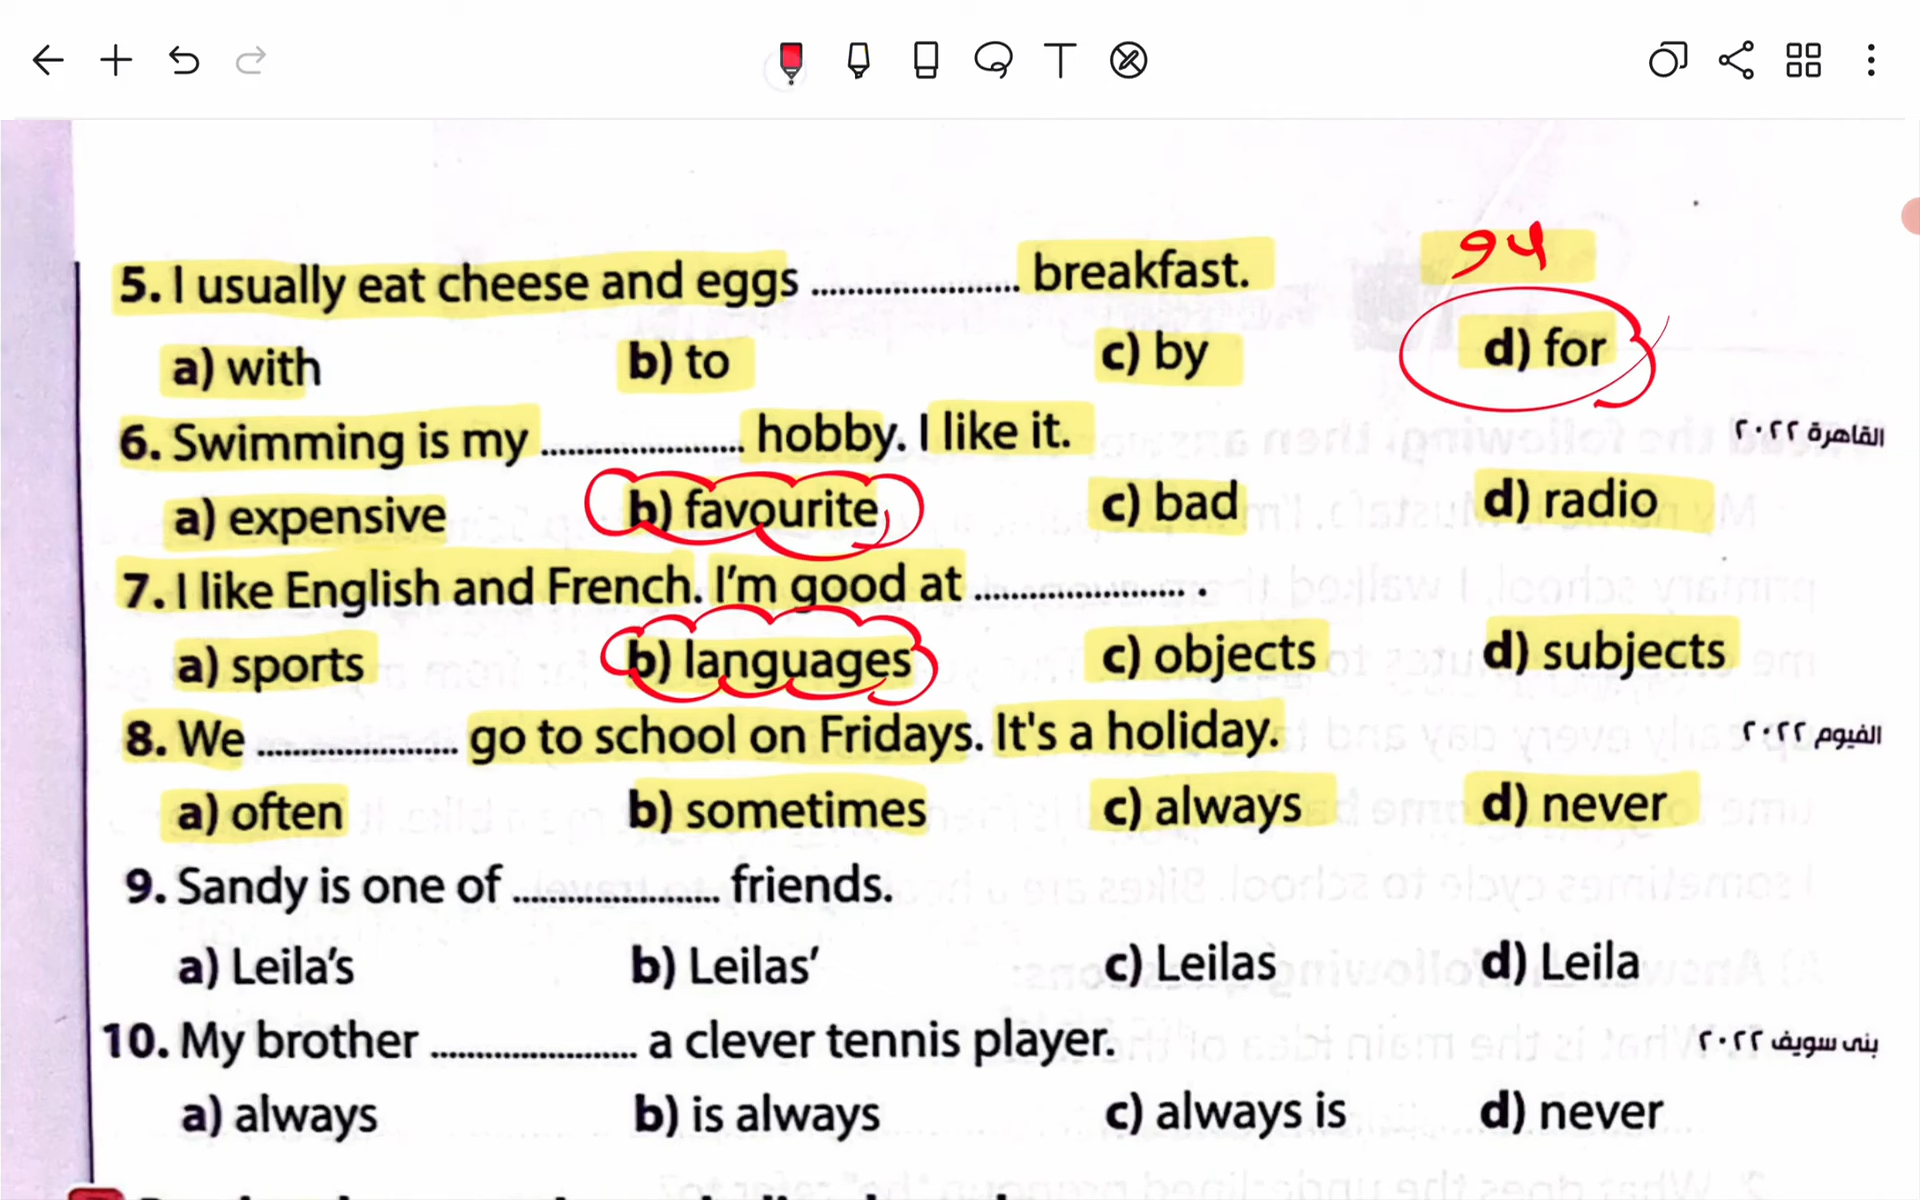 94
5. I usually eat cheese and eggs ..................... breakfast.
a) with b) to c) by d) for
6. Swimming is my ..................... hobby. I like it. القاهرة ٢٠٢٢
a) expensive b) favourite c) bad d) radio
7. I like English and French. I'm good at ..................... .
a) sports b) languages c) objects d) subjects
8. We ..................... go to school on Fridays. It's a holiday. الفيوم ٢٠٢٢
a) often b) sometimes c) always d) never
9. Sandy is one of ..................... friends.
a) Leila's b) Leilas' c) Leilas d) Leila
10. My brother ..................... a clever tennis player. بنى سويف ٢٠٢٢
a) always b) is always c) always is d) never